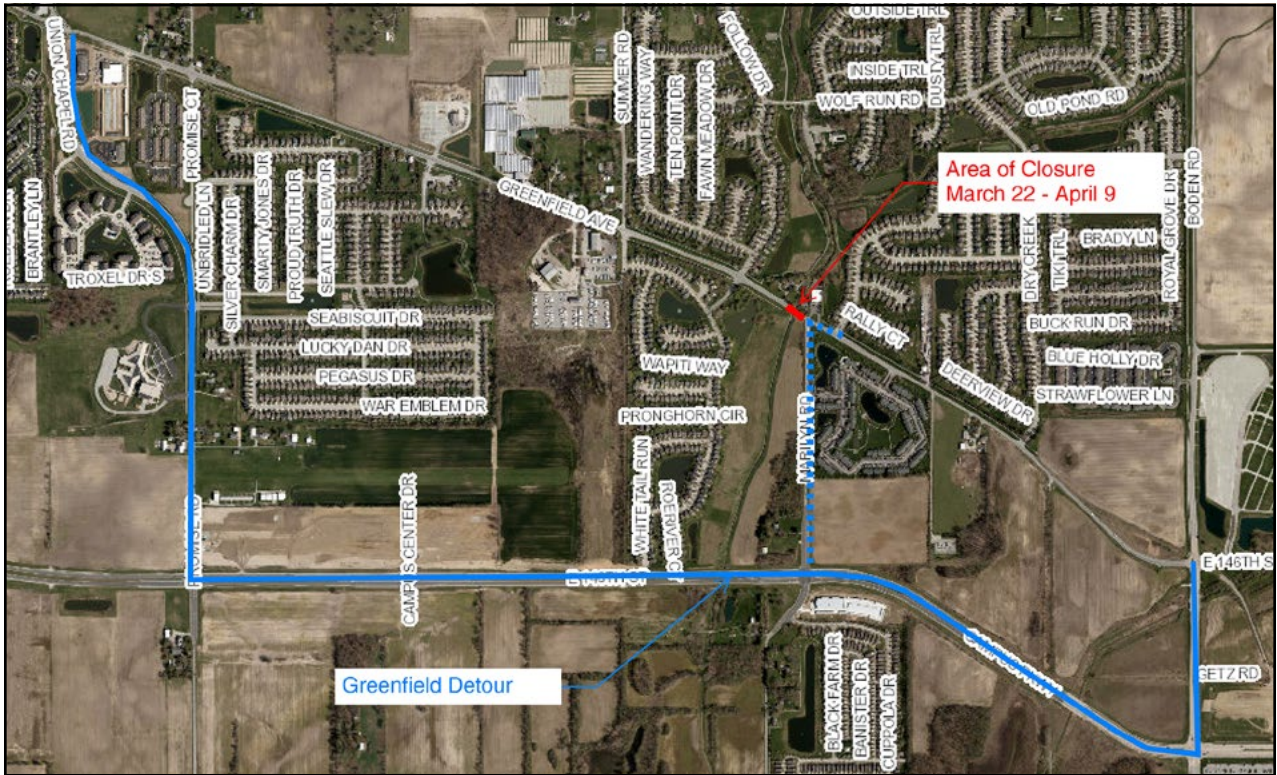 OUTSIDE TRL
FOLLOW DR
UNION CHAPEL RD
SUMMER RD
WANDERING WAY
TEN POINT DR
FAWN MEADOW DR
INSIDE TRL
DUSTY TRL
WOLF RUN RD
OLD POND RD
PROMISE CT
GREENFIELD AVE
Area of Closure
March 22 - April 9
BODEN RD
BRANTLEY LN
UNBRIDLED LN
SILVER CHARM DR
SMARTY JONES DR
PROUD TRUTH DR
SEATTLE SLEW DR
DRY CREEK
TIKI TRL
BRADY LN
ROYAL GROVE DR
TROXEL DR S
SEABISCUIT DR
RALLY CT
BUCK RUN DR
LUCKY DAN DR
WAPITI WAY
BLUE HOLLY DR
PEGASUS DR
DEERVIEW DR
STRAWFLOWER LN
WAR EMBLEM DR
PRONGHORN CIR
MARILYN RD
WHITE TAIL RUN
ROERIVER CT
CAMPUS CENTER DR
E 146TH S
Greenfield Detour
BLACK FARM DR
BANISTER DR
CUPPOLA DR
GETZ RD